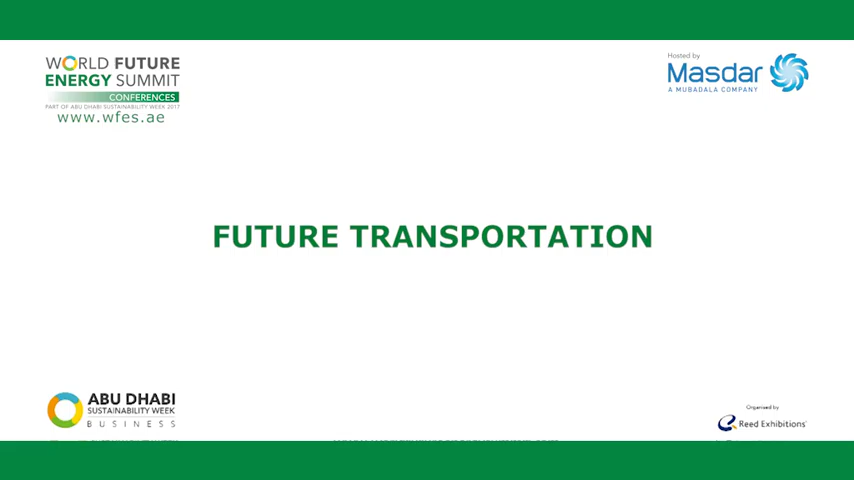 WORLD FUTURE
ENERGY SUMMIT
CONFERENCES
PART OF ABU DHABI SUSTAINABILITY WEEK 2017
www.wfes.ae
Hosted by
Masdar
A MUBADALA COMPANY
FUTURE TRANSPORTATION
ABU DHABI
SUSTAINABILITY WEEK
BUSINESS
Organised by
Reed Exhibitions